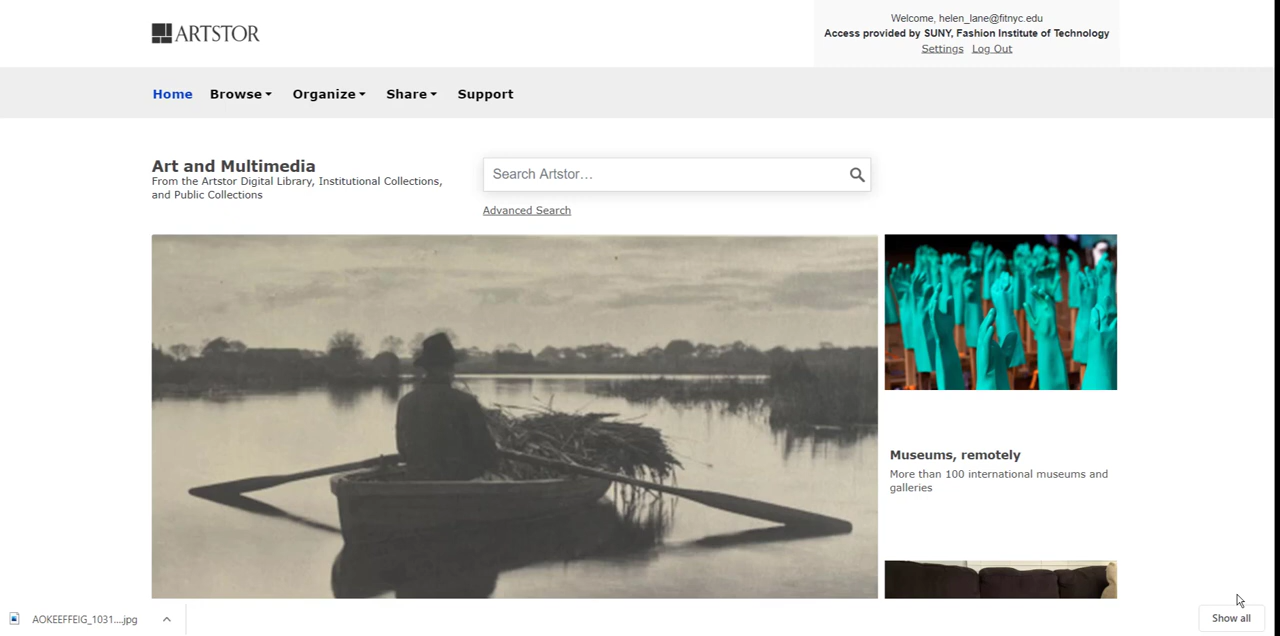 ARTSTOR
Welcome, helen_lane@fitnyc.edu
Access provided by SUNY, Fashion Institute of Technology
Settings Log Out
Home Browse Organize Share Support
Art and Multimedia
From the Artstor Digital Library, Institutional Collections,
and Public Collections
Search Artstor...
Advanced Search
Museums, remotely
More than 100 international museums and
galleries
AOKEEFFEIG_1031....jpg
Show all